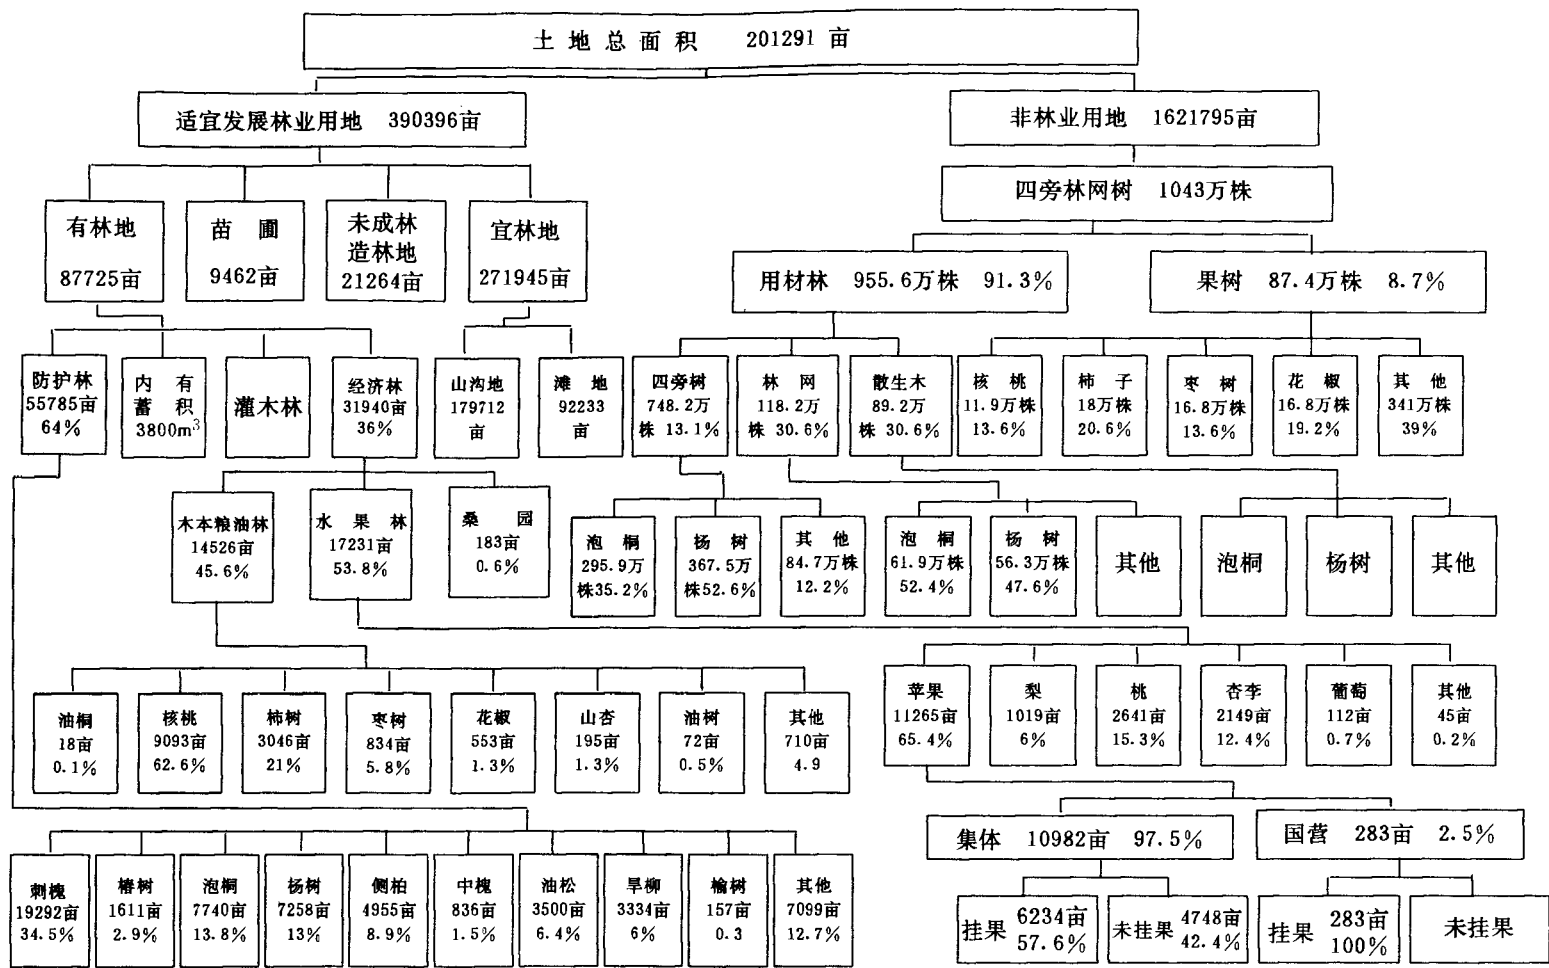 土地总面积 201291 亩
适宜发展林业用地 390396亩
非林业用地 1621795亩
四旁林网树 1043万株
有林地
87725亩
苗圃
9462亩
未成林
造林地
21264亩
宜林地
271945亩
用材林 955.6万株 91.3%
果树 87.4万株 8.7%
防护林
55785亩
64%
内有
蓄积
3800m³
灌木林
经济林
31940亩
36%
山沟地
179712
亩
滩地
92233
亩
四旁树
748.2万
株 13.1%
林网
118.2万
株 30.6%
散生木
89.2万
株 30.6%
核桃
11.9万株
13.6%
柿子
18万株
20.6%
枣树
16.8万株
13.6%
花椒
16.8万株
19.2%
其他
341万株
39%
木本粮油林
14526亩
45.6%
水果林
17231亩
53.8%
桑园
183亩
0.6%
泡桐
295.9万
株35.2%
杨树
367.5万
株52.6%
其他
84.7万株
12.2%
泡桐
61.9万株
52.4%
杨树
56.3万株
47.6%
其他
泡桐
杨树
其他
油桐
18亩
0.1%
核桃
9093亩
62.6%
柿树
3046亩
21%
枣树
834亩
5.8%
花椒
553亩
1.3%
山杏
195亩
1.3%
油树
72亩
0.5%
其他
710亩
4.9
苹果
11265亩
65.4%
梨
1019亩
6%
桃
2641亩
15.3%
杏李
2149亩
12.4%
葡萄
112亩
0.7%
其他
45亩
0.2%
集体 10982亩 97.5%
国营 283亩 2.5%
刺槐
19292亩
34.5%
椿树
1611亩
2.9%
泡桐
7740亩
13.8%
杨树
7258亩
13%
侧柏
4955亩
8.9%
中槐
836亩
1.5%
油松
3500亩
6.4%
旱柳
3334亩
6%
榆树
157亩
0.3
其他
7099亩
12.7%
挂果 6234亩
57.6%
未挂果 4748亩
42.4%
挂果 283亩
100%
未挂果